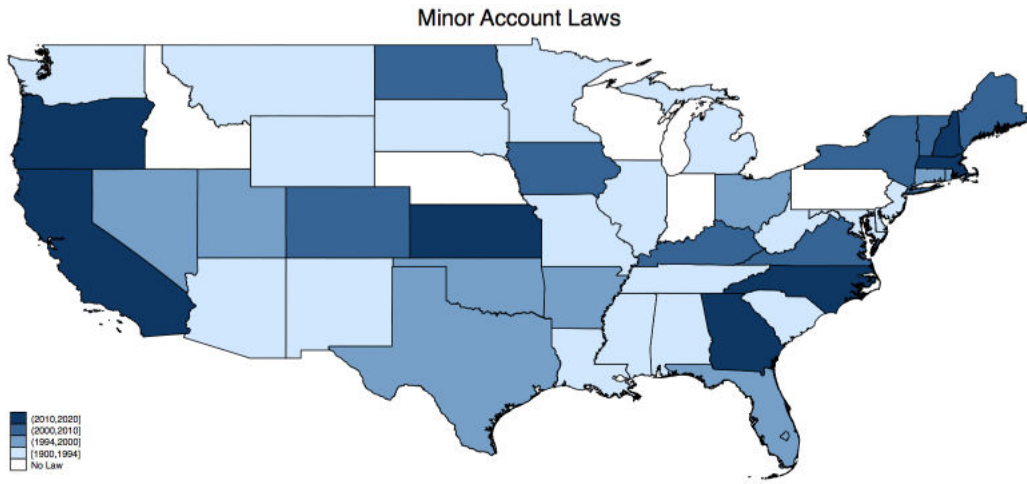 Minor Account Laws
(2010,2020]
(2000,2010]
(1994,2000]
[1900,1994]
No Law